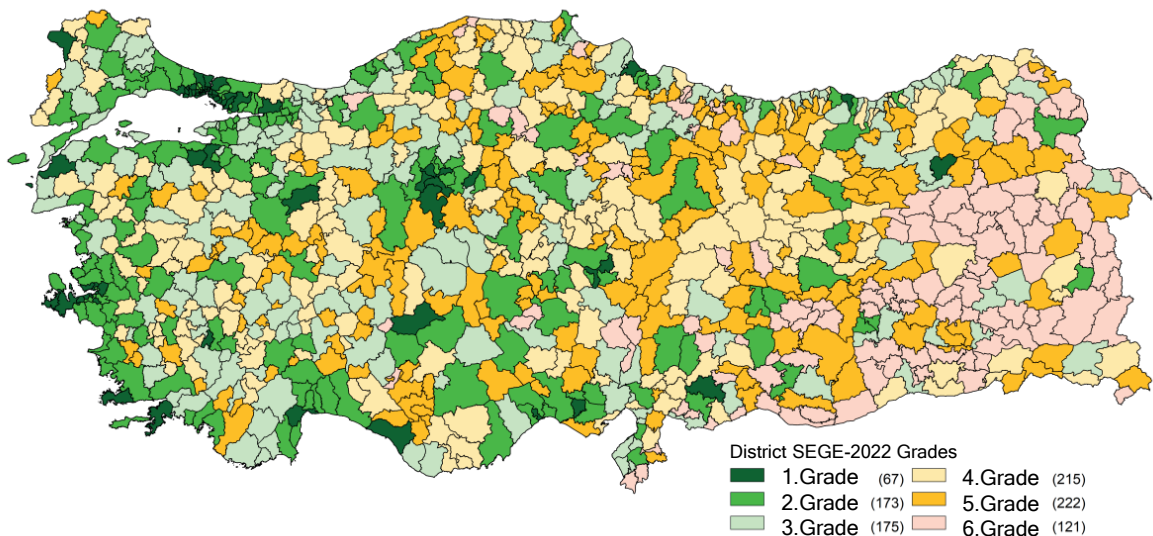 District SEGE-2022 Grades
1.Grade (67) 4.Grade (215)
2.Grade (173) 5.Grade (222)
3.Grade (175) 6.Grade (121)